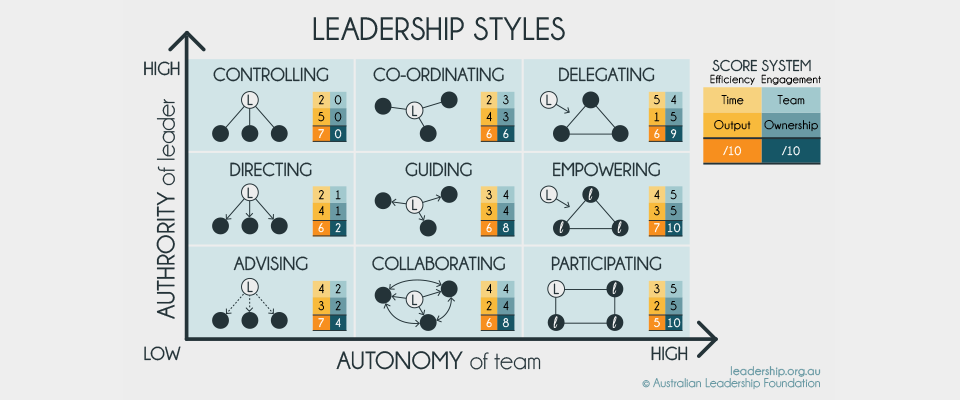 LEADERSHIP STYLES
HIGH
AUTHRORITY of leader
LOW
CONTROLLING
L
2 0
5 0
7 0
CO-ORDINATING
L
2 3
4 3
6 6
DELEGATING
L
5 4
1 5
6 9
DIRECTING
L
2 1
4 1
6 2
GUIDING
L
3 4
3 4
6 8
EMPOWERING
L
l
l l
4 5
3 5
7 10
ADVISING
L
4 2
3 2
7 4
COLLABORATING
L
4 4
2 4
6 8
PARTICIPATING
L l
l l
3 5
2 5
5 10
AUTONOMY of team
HIGH
SCORE SYSTEM
Efficiency Engagement
Time Team
Output Ownership
/10 /10
leadership.org.au
© Australian Leadership Foundation